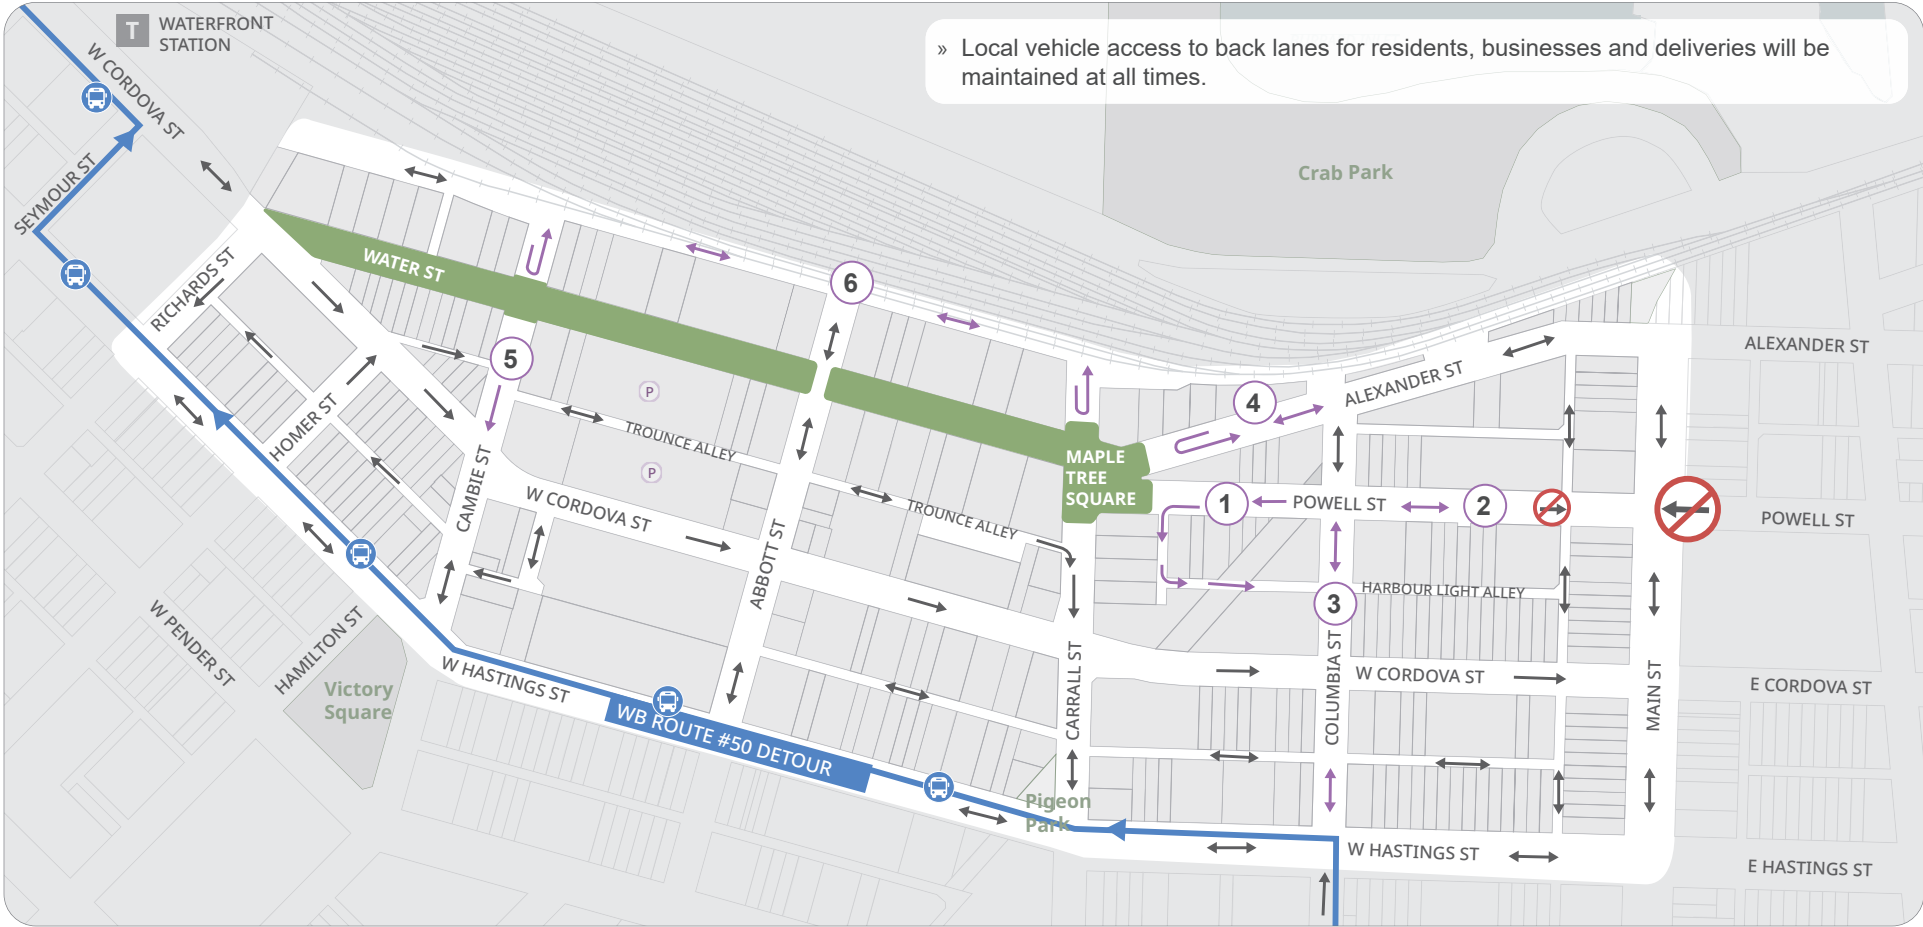 T
WATERFRONT
STATION
» Local vehicle access to back lanes for residents, businesses and deliveries will be
maintained at all times.
W CORDOVA ST
SEYMOUR ST
Crab Park
RICHARDS ST
WATER ST
6
5
P
P
HOMER ST
TROUNCE ALLEY
CAMBIE ST
W CORDOVA ST
ABBOTT ST
TROUNCE ALLEY
MAPLE
TREE
SQUARE
4
ALEXANDER ST
ALEXANDER ST
1
POWELL ST
2
POWELL ST
HARBOUR LIGHT ALLEY
3
W PENDER ST
HAMILTON ST
Victory
Square
W HASTINGS ST
WB ROUTE #50 DETOUR
CARRALL ST
COLUMBIA ST
W CORDOVA ST
MAIN ST
E CORDOVA ST
Pigeon
Park
W HASTINGS ST
E HASTINGS ST